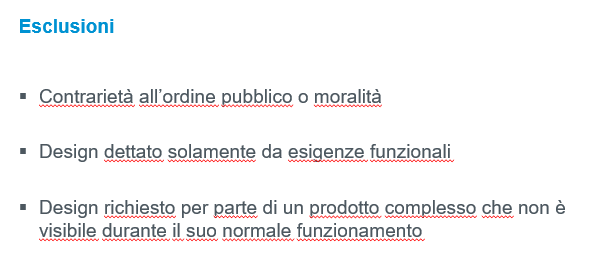 Esclusioni
▪ Contrarietà all’ordine pubblico o moralità
▪ Design dettato solamente da esigenze funzionali
▪ Design richiesto per parte di un prodotto complesso che non è
visibile durante il suo normale funzionamento